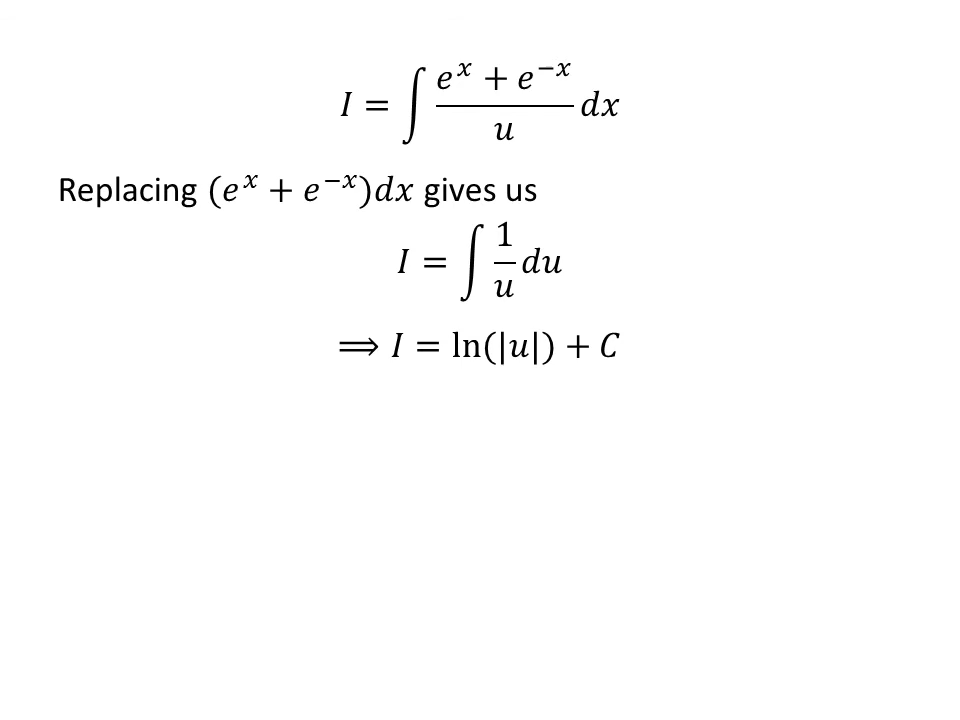 𝐼 = ∫ (𝑒^𝑥 + 𝑒^−𝑥)/𝑢 𝑑𝑥
Replacing (𝑒^𝑥 + 𝑒^−𝑥)𝑑𝑥 gives us
𝐼 = ∫ 1/𝑢 𝑑𝑢
⟹ 𝐼 = ln(|𝑢|) + 𝐶